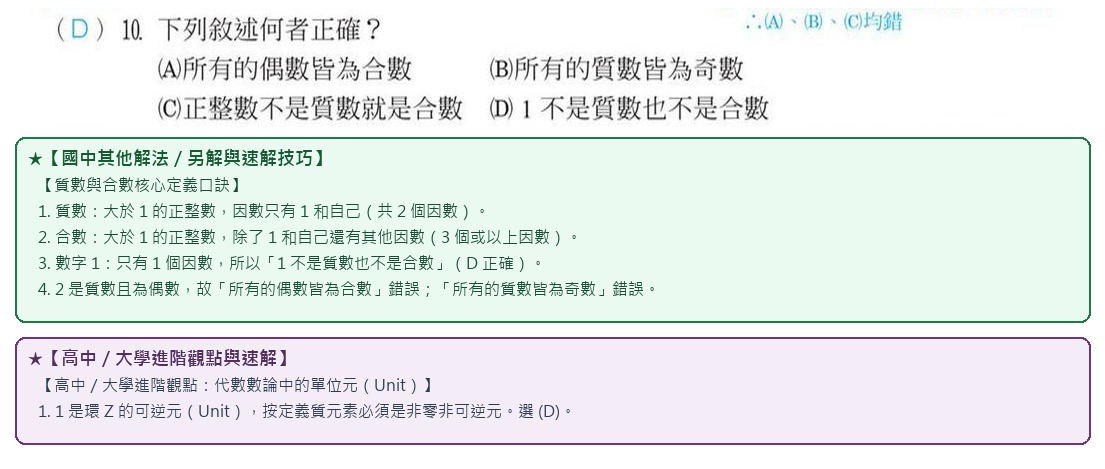 (D) 10. 下列敘述何者正確？ ∴(A)、(B)、(C)均錯
(A)所有的偶數皆為合數 (B)所有的質數皆為奇數
(C)正整數不是質數就是合數 (D) 1 不是質數也不是合數
★【國中其他解法 / 另解與速解技巧】
【質數與合數核心定義口訣】
1. 質數：大於 1 的正整數，因數只有 1 和自己（共 2 個因數）。
2. 合數：大於 1 的正整數，除了 1 和自己還有其他因數（3 個或以上因數）。
3. 數字 1：只有 1 個因數，所以「1 不是質數也不是合數」（D 正確）。
4. 2 是質數且為偶數，故「所有的偶數皆為合數」錯誤；「所有的質數皆為奇數」錯誤。
★【高中 / 大學進階觀點與速解】
【高中 / 大學進階觀點：代數數論中的單位元（Unit）】
1. 1 是環 Z 的可逆元（Unit），按定義質元素必須是非零非可逆元。選 (D)。